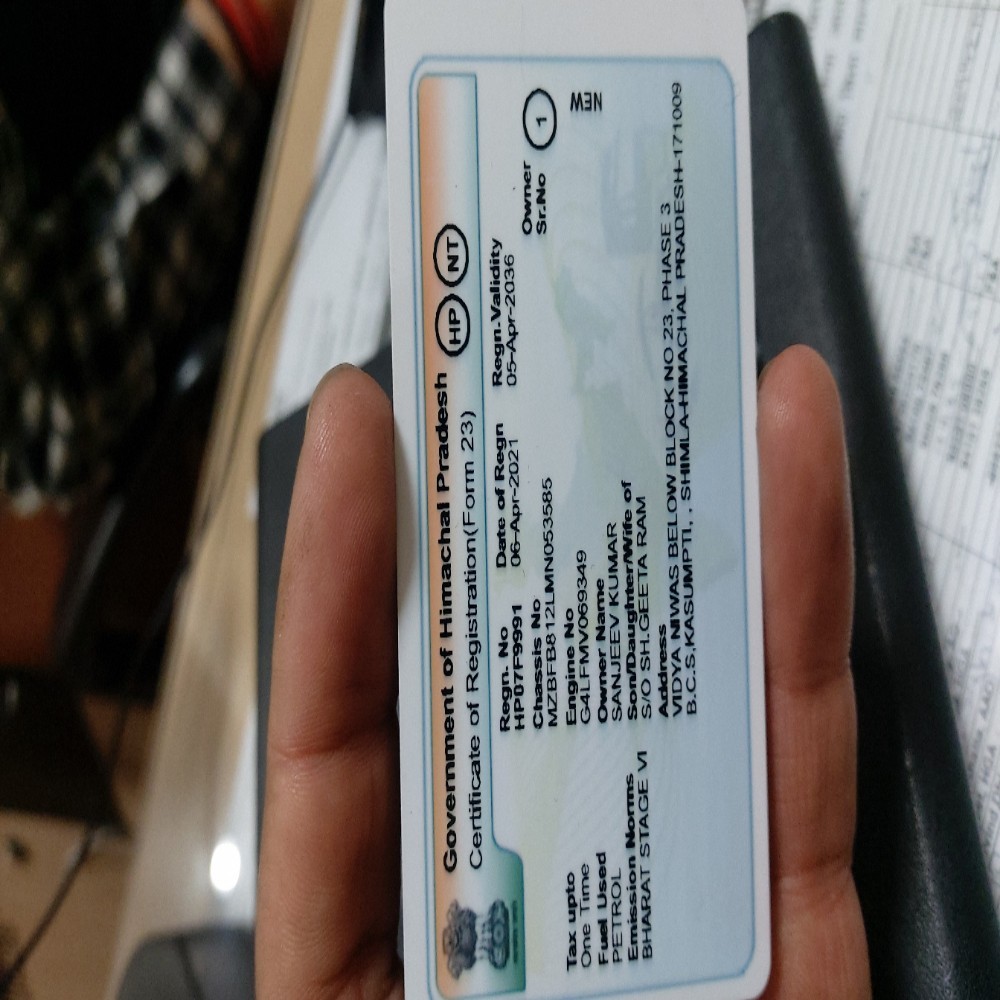 Government of Himachal Pradesh HP NT
Certificate of Registration(Form 23)
Regn. No Date of Regn Regn.Validity
HP07F9991 06-Apr-2021 05-Apr-2036
Owner
Sr.No 1
Chassis No
MZBFB812LMN053585
NEW
Engine No
G4LFMV069349
Owner Name
SANJEEV KUMAR
Son/Daughter/Wife of
S/O SH.GEETA RAM
Address
VIDYA NIWAS BELOW BLOCK NO 23, PHASE 3
B.C.S.KASUMPTI, , SHIMLA-HIMACHAL PRADESH-171009
Tax upto
One Time
Fuel Used
PETROL
Emission Norms
BHARAT STAGE VI